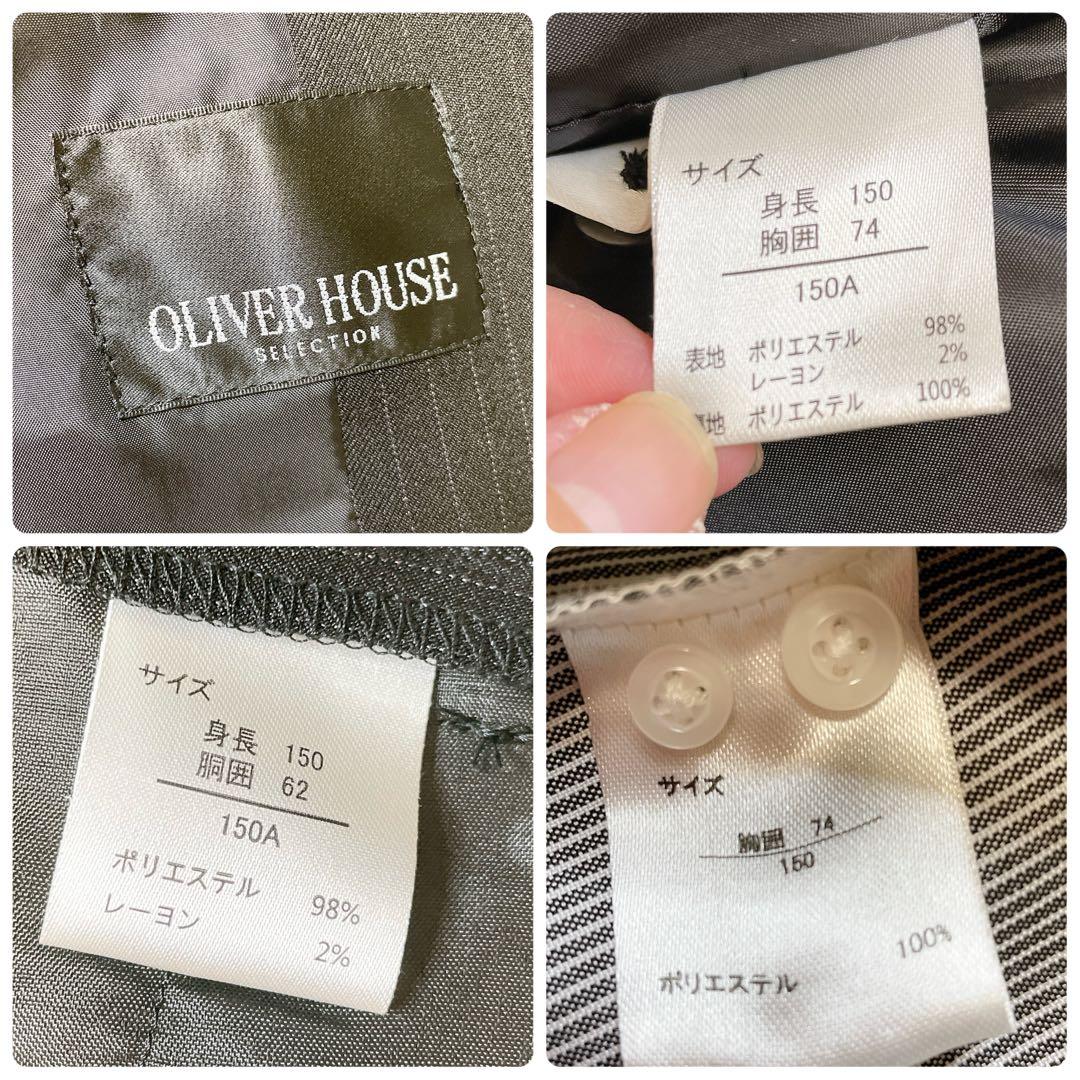 OLIVER HOUSE
SELECTION
サイズ
身長 150
胸囲 74
150A
表地 ポリエステル 98%
レーヨン 2%
地 ポリエステル 100%
サイズ
身長 150
胴囲 62
150A
ポリエステル 98%
レーヨン 2%
サイズ
胸囲 74
150
100%
ポリエステル